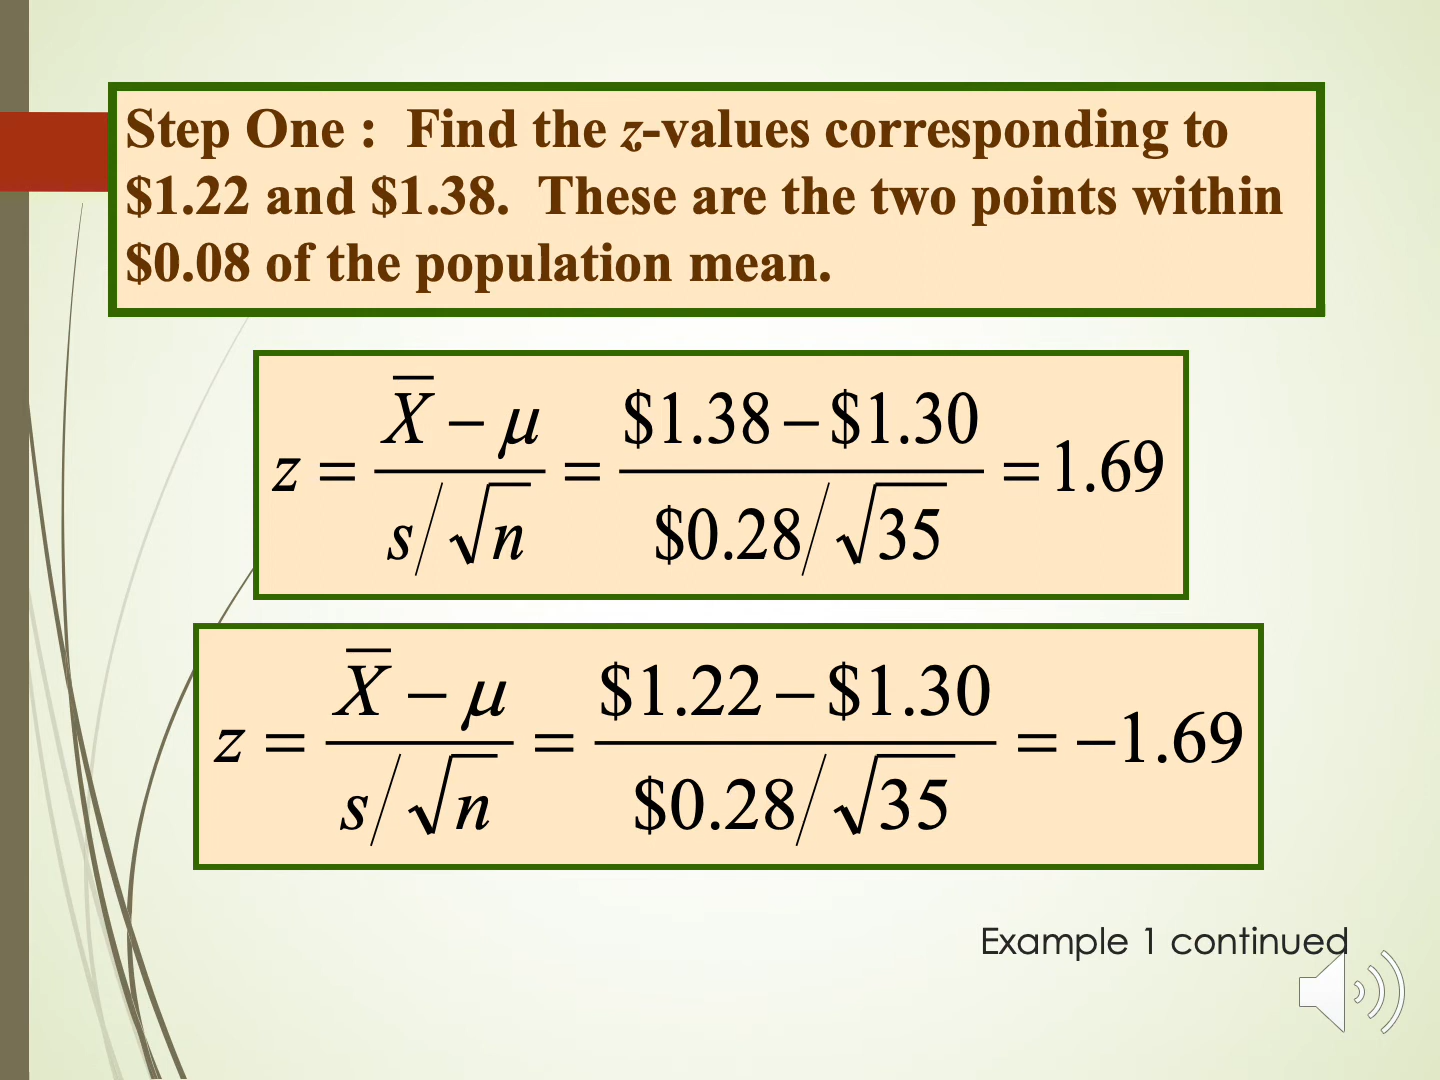 Step One :  Find the z-values corresponding to
$1.22 and $1.38.  These are the two points within
$0.08 of the population mean.
z = (X̅ − μ) / (s/√n) = ($1.38 − $1.30) / ($0.28/√35) = 1.69
z = (X̅ − μ) / (s/√n) = ($1.22 − $1.30) / ($0.28/√35) = −1.69
Example 1 continued